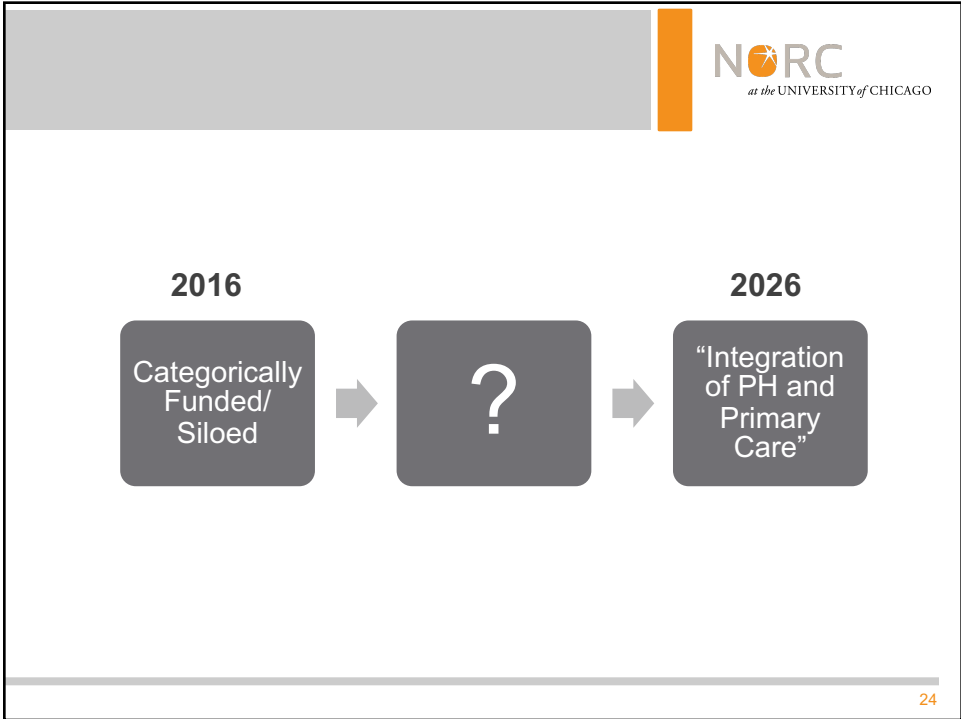 NORC
at the UNIVERSITY of CHICAGO
2016
2026
Categorically
Funded/
Siloed
?
“Integration
of PH and
Primary
Care”
24